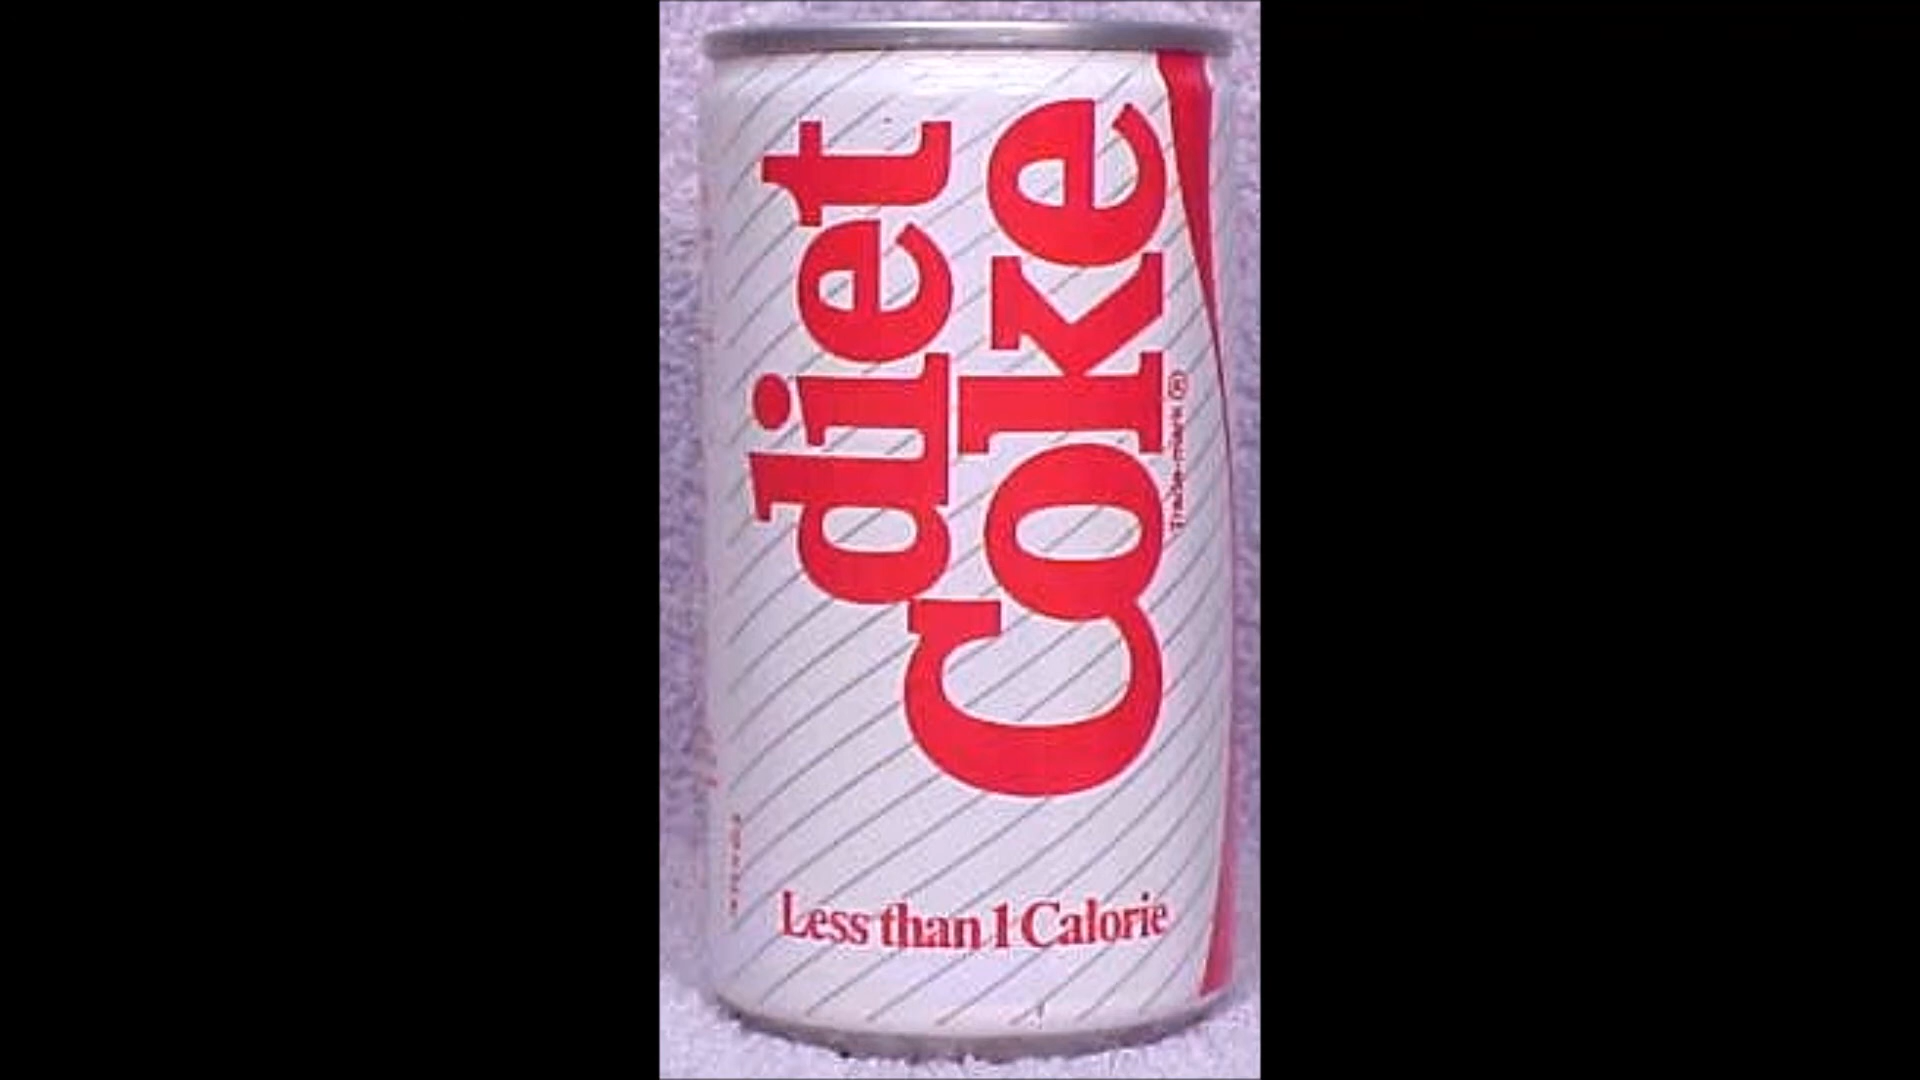 diet
Coke
Trade-mark ®
Less than 1 Calorie